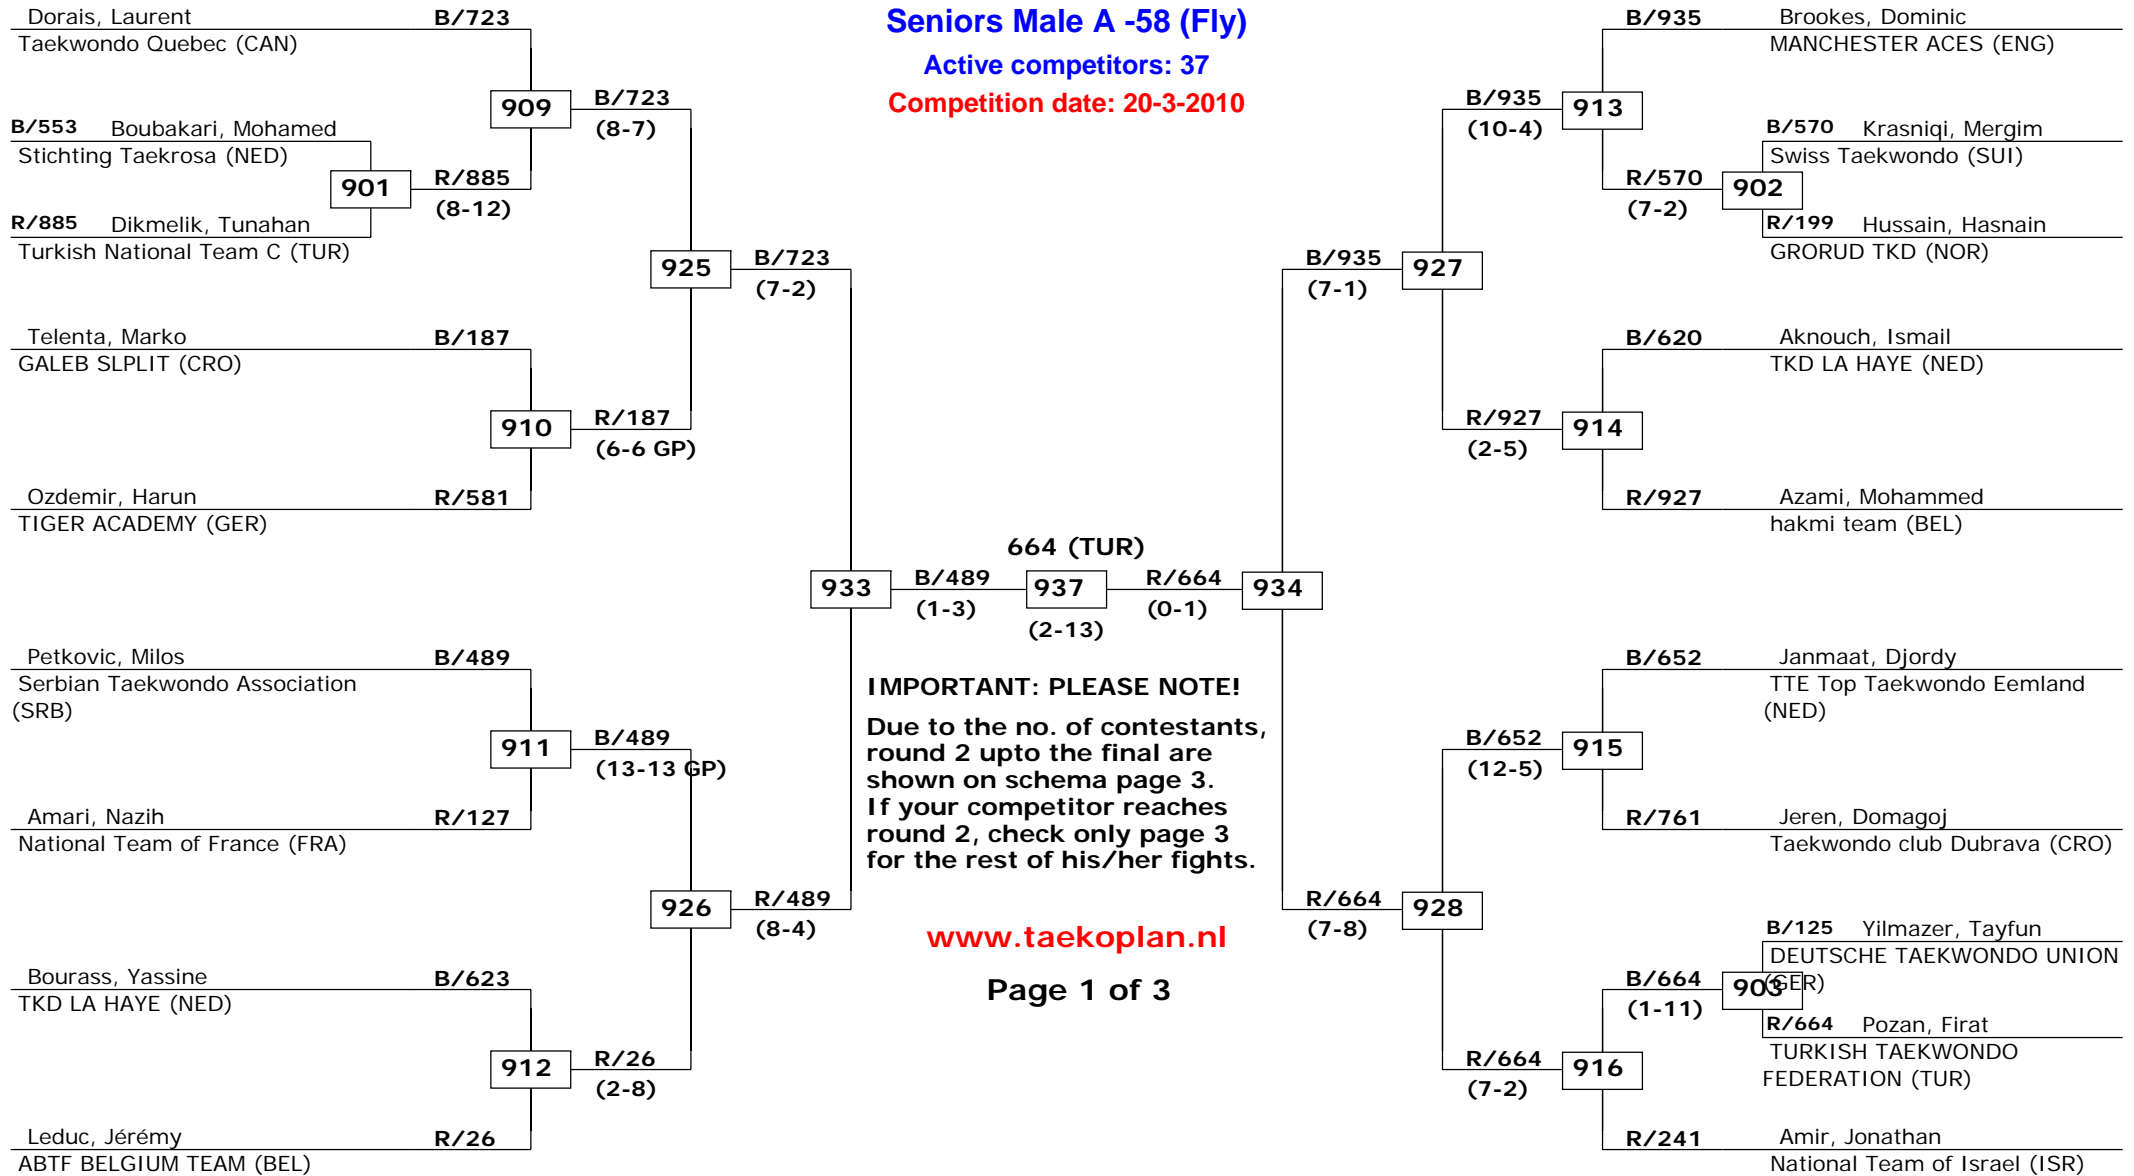 Seniors Male A -58 (Fly)
Active competitors: 37
Competition date: 20-3-2010
Dorais, Laurent
B/723
Taekwondo Quebec (CAN)
909
B/723
(8-7)
B/553 Boubakari, Mohamed
Stichting Taekrosa (NED)
901
R/885
(8-12)
R/885 Dikmelik, Tunahan
Turkish National Team C (TUR)
925
B/723
(7-2)
Telenta, Marko
B/187
GALEB SLPLIT (CRO)
910
R/187
(6-6 GP)
Ozdemir, Harun
R/581
TIGER ACADEMY (GER)
933
B/489
(1-3)
664 (TUR)
937
(2-13)
R/664
(0-1)
934
Petkovic, Milos
B/489
Serbian Taekwondo Association
(SRB)
911
B/489
(13-13 GP)
Amari, Nazih
R/127
National Team of France (FRA)
926
R/489
(8-4)
Bourass, Yassine
B/623
TKD LA HAYE (NED)
912
R/26
(2-8)
Leduc, Jérémy
R/26
ABTF BELGIUM TEAM (BEL)
IMPORTANT: PLEASE NOTE!
Due to the no. of contestants,
round 2 upto the final are
shown on schema page 3.
If your competitor reaches
round 2, check only page 3
for the rest of his/her fights.
www.taekoplan.nl
Page 1 of 3
B/935
Brookes, Dominic
MANCHESTER ACES (ENG)
B/935
(10-4)
913
B/570 Krasniqi, Mergim
Swiss Taekwondo (SUI)
R/570
(7-2)
902
R/199 Hussain, Hasnain
GRORUD TKD (NOR)
B/935
(7-1)
927
B/620
Aknouch, Ismail
TKD LA HAYE (NED)
R/927
(2-5)
914
R/927
Azami, Mohammed
hakmi team (BEL)
B/652
Janmaat, Djordy
TTE Top Taekwondo Eemland
(NED)
B/652
(12-5)
915
R/761
Jeren, Domagoj
Taekwondo club Dubrava (CRO)
R/664
(7-8)
928
B/125 Yilmazer, Tayfun
DEUTSCHE TAEKWONDO UNION
(GER)
B/664
(1-11)
903
R/664 Pozan, Firat
TURKISH TAEKWONDO
FEDERATION (TUR)
R/664
(7-2)
916
R/241
Amir, Jonathan
National Team of Israel (ISR)